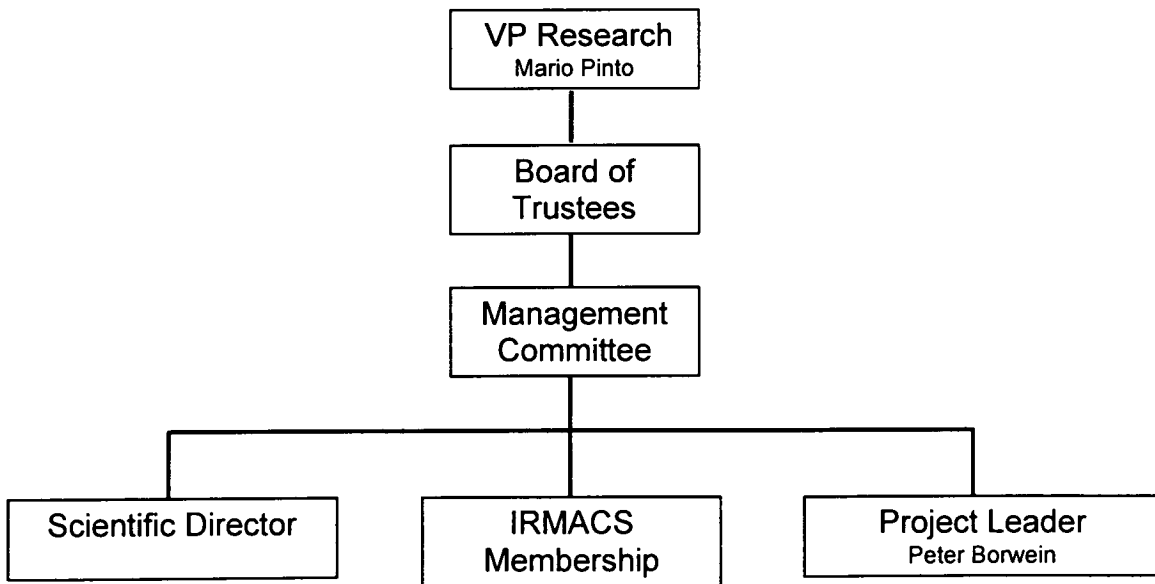 VP Research
Mario Pinto
Board of
Trustees
Management
Committee
Scientific Director
IRMACS
Membership
Project Leader
Peter Borwein